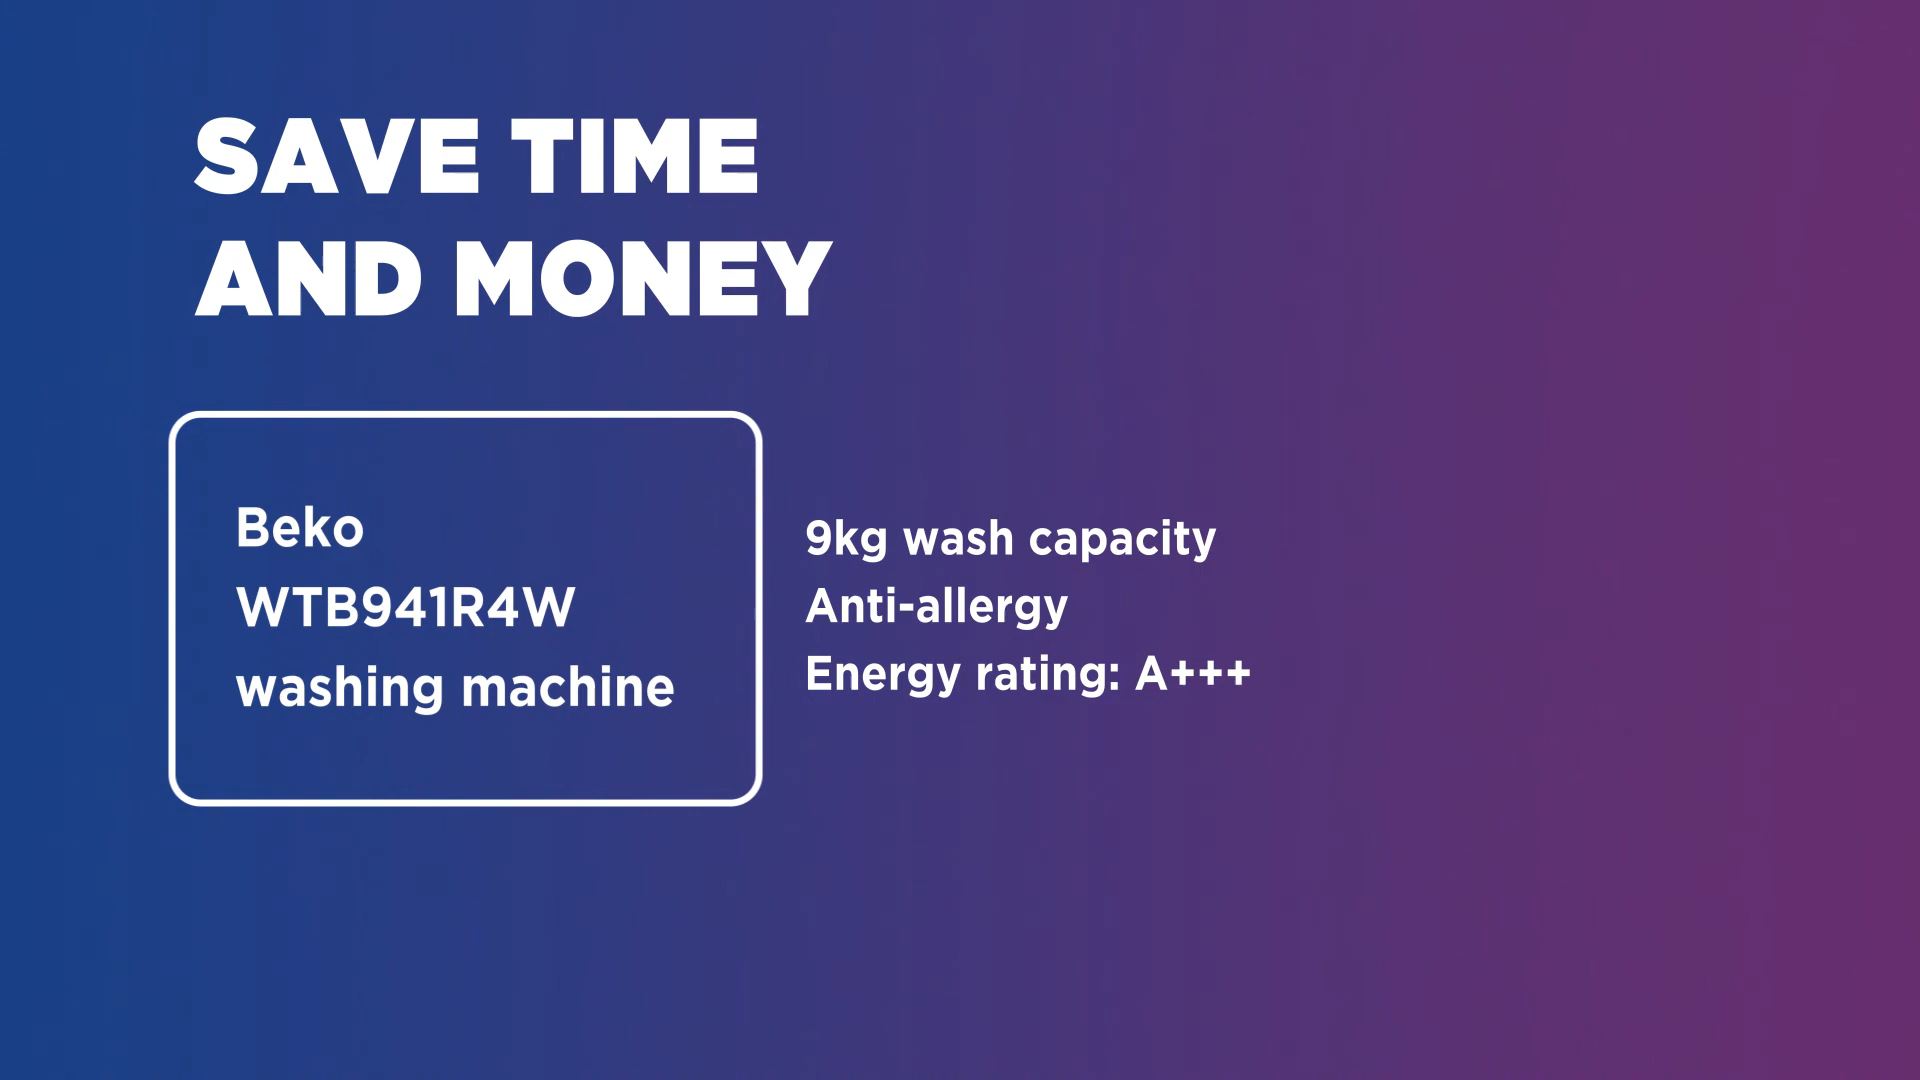 SAVE TIME
AND MONEY
Beko
WTB941R4W
washing machine
9kg wash capacity
Anti-allergy
Energy rating: A+++